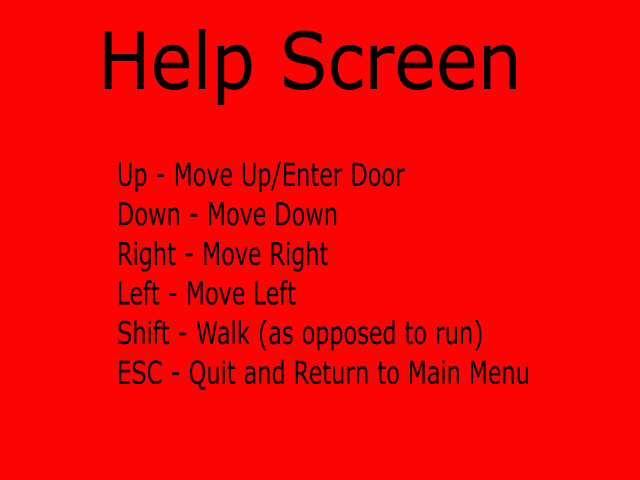 Help Screen
Up - Move Up/Enter Door
Down - Move Down
Right - Move Right
Left - Move Left
Shift - Walk (as opposed to run)
ESC - Quit and Return to Main Menu